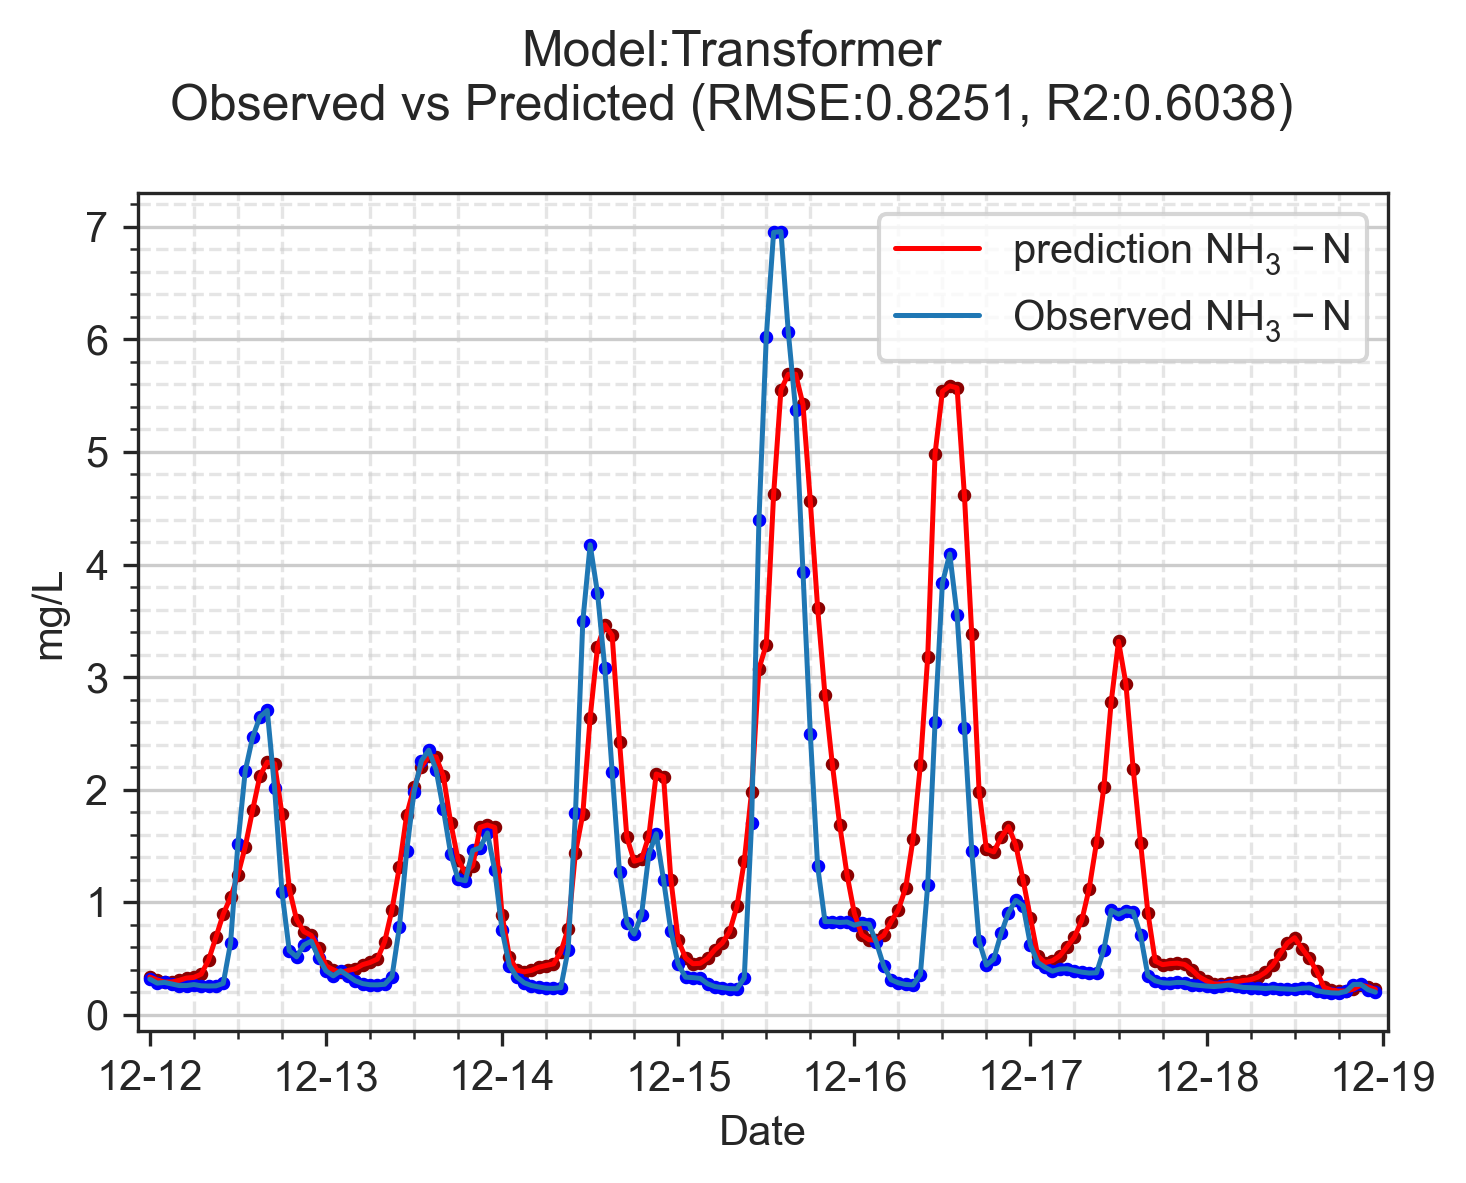 Model:Transformer
Observed vs Predicted (RMSE:0.8251, R2:0.6038)
prediction NH₃ − N
Observed NH₃ − N
7
6
5
4
3
2
1
0
mg/L
12-12 12-13 12-14 12-15 12-16 12-17 12-18 12-19
Date